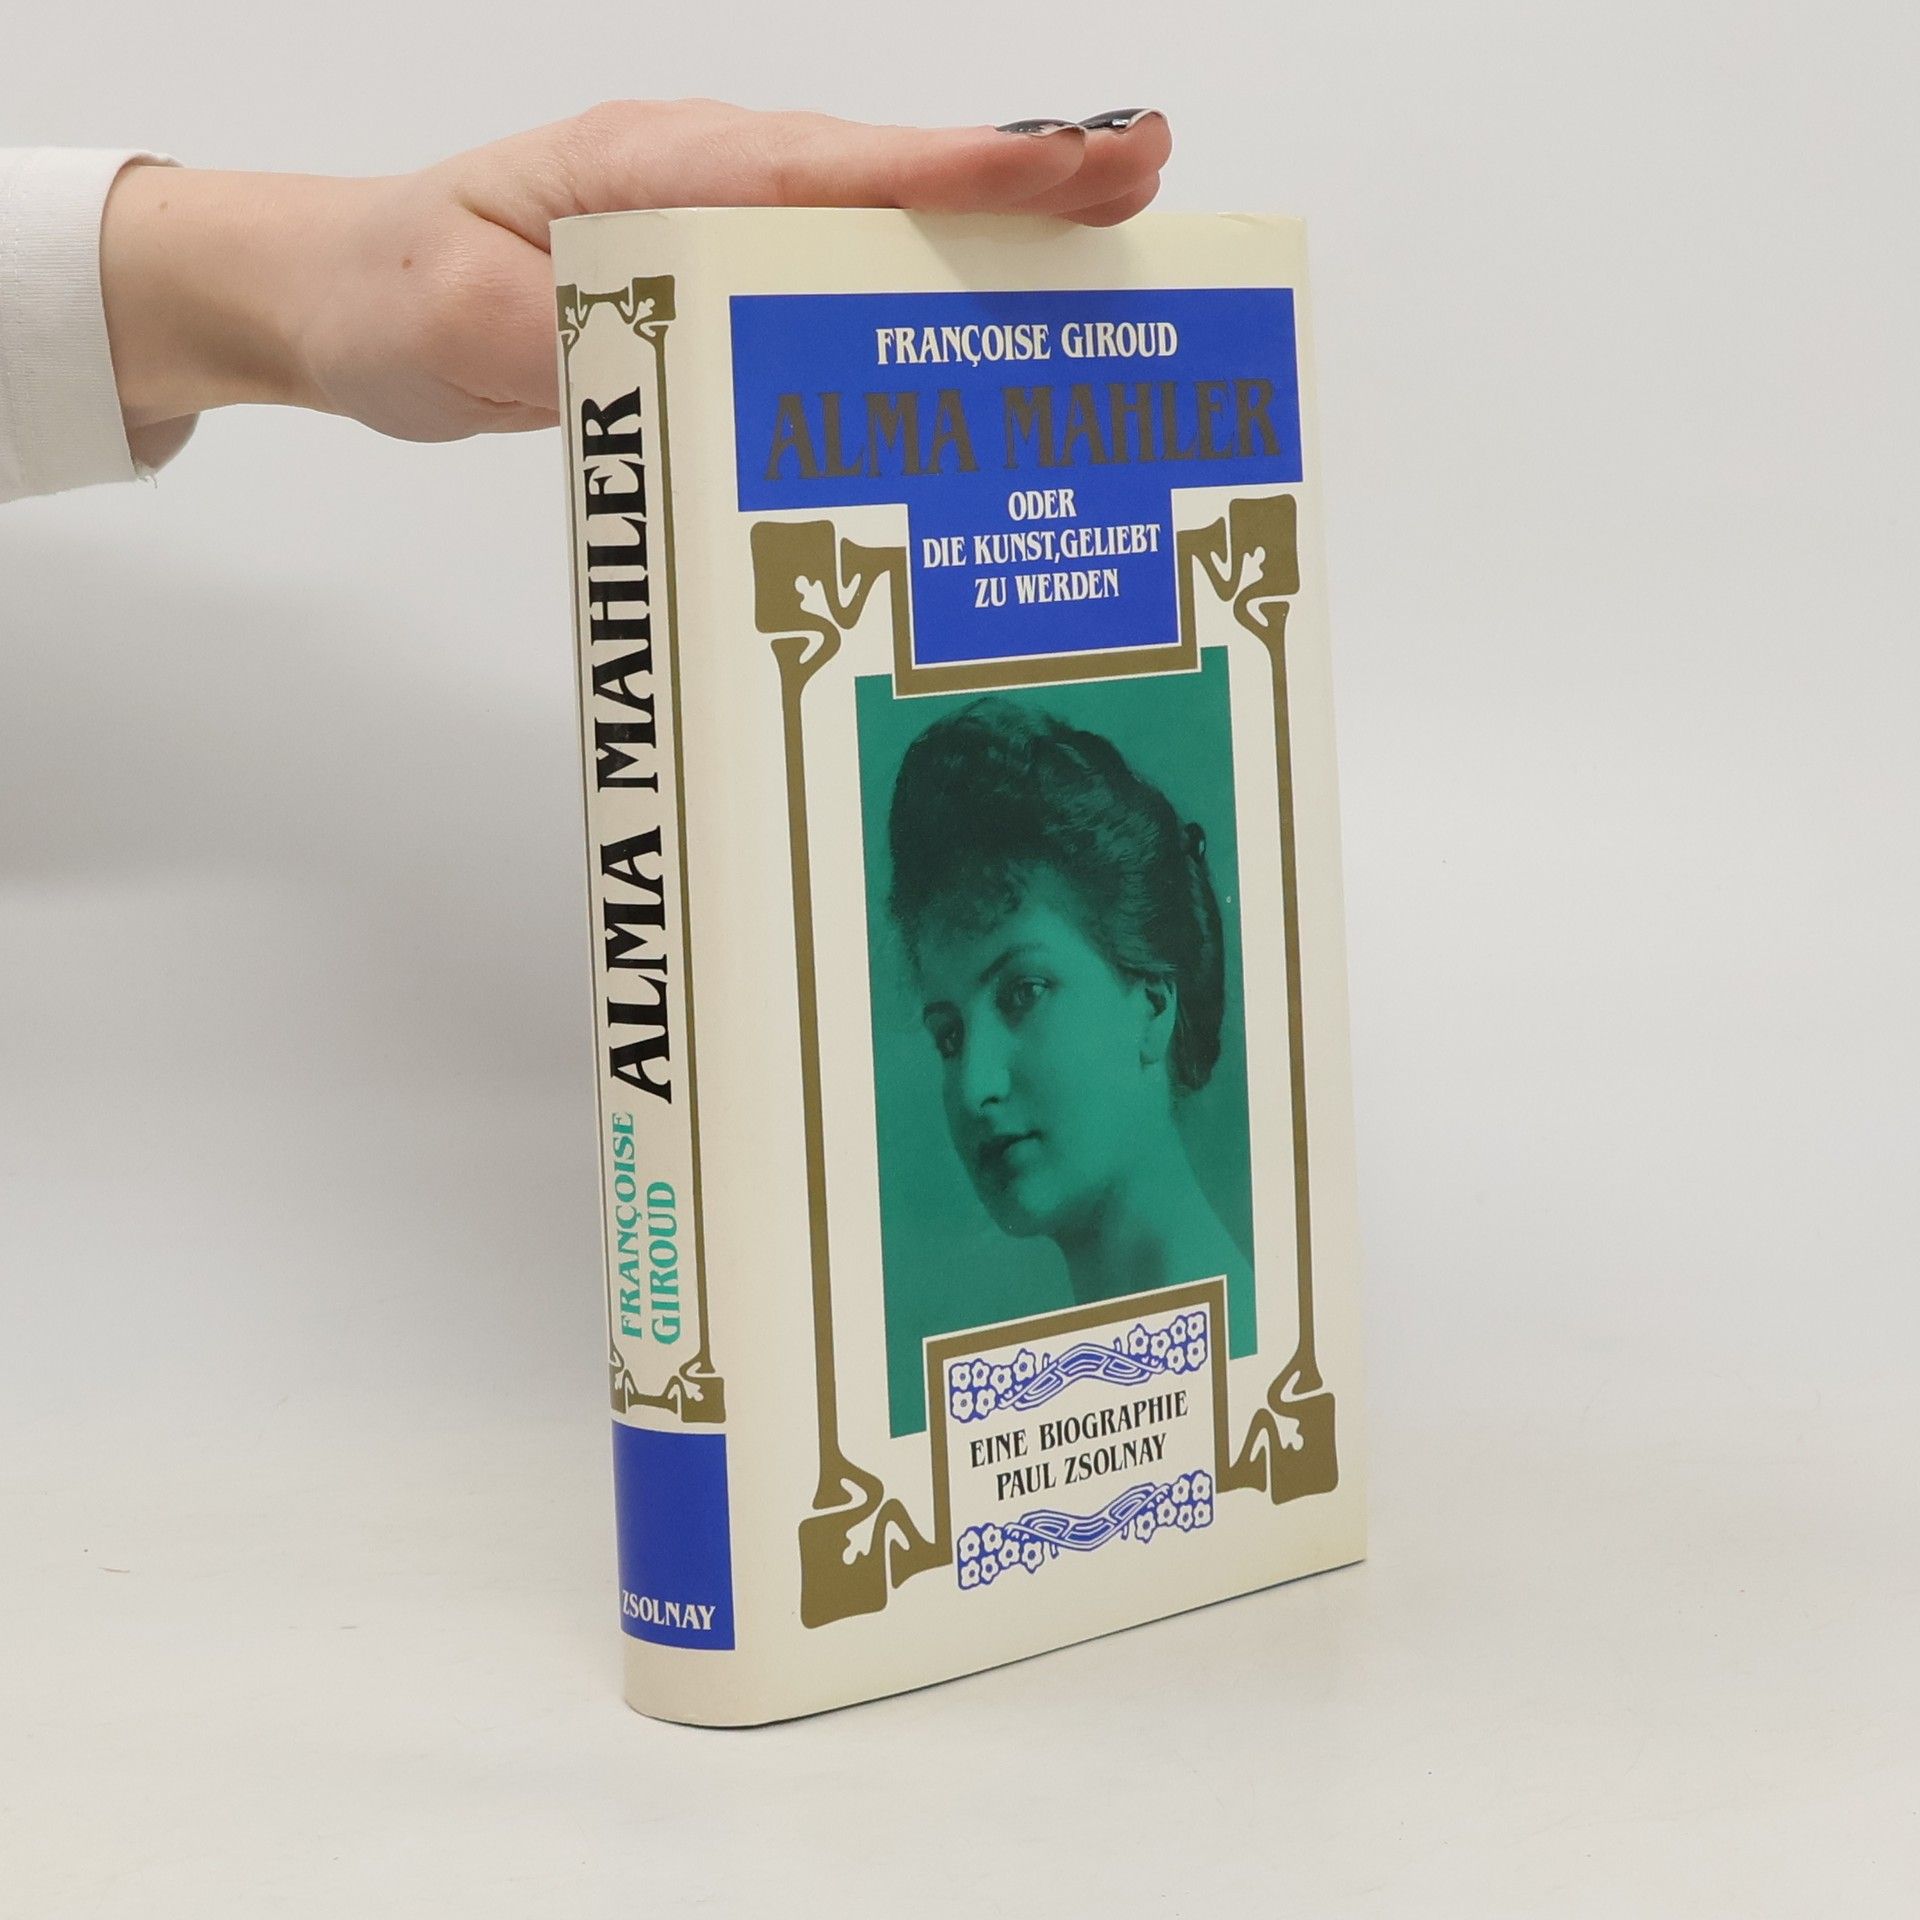 FRANÇOISE GIROUD
ALMA MAHLER
ODER
DIE KUNST, GELIEBT
ZU WERDEN
EINE BIOGRAPHIE
PAUL ZSOLNAY
ALMA MAHLER
FRANÇOISE
GIROUD
ZSOLNAY